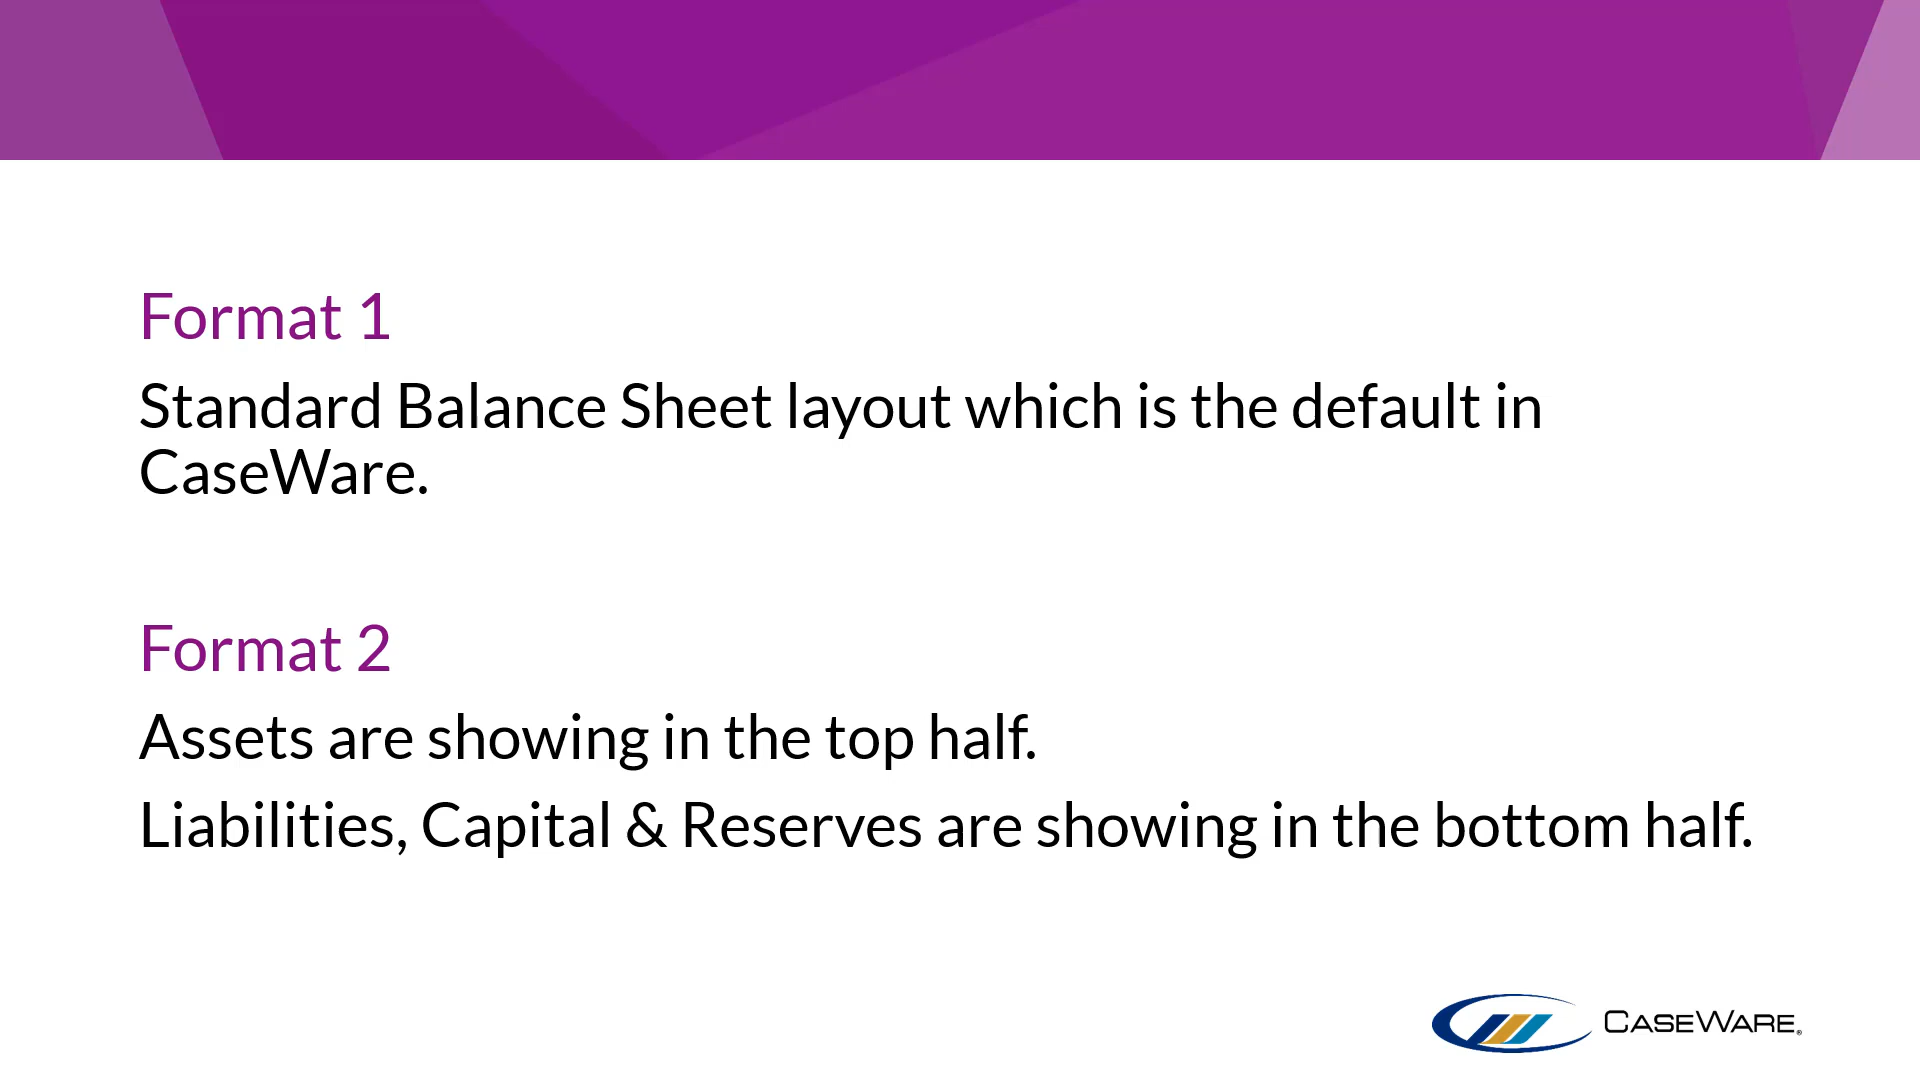 Format 1
Standard Balance Sheet layout which is the default in
CaseWare.
Format 2
Assets are showing in the top half.
Liabilities, Capital & Reserves are showing in the bottom half.
CASEWARE®